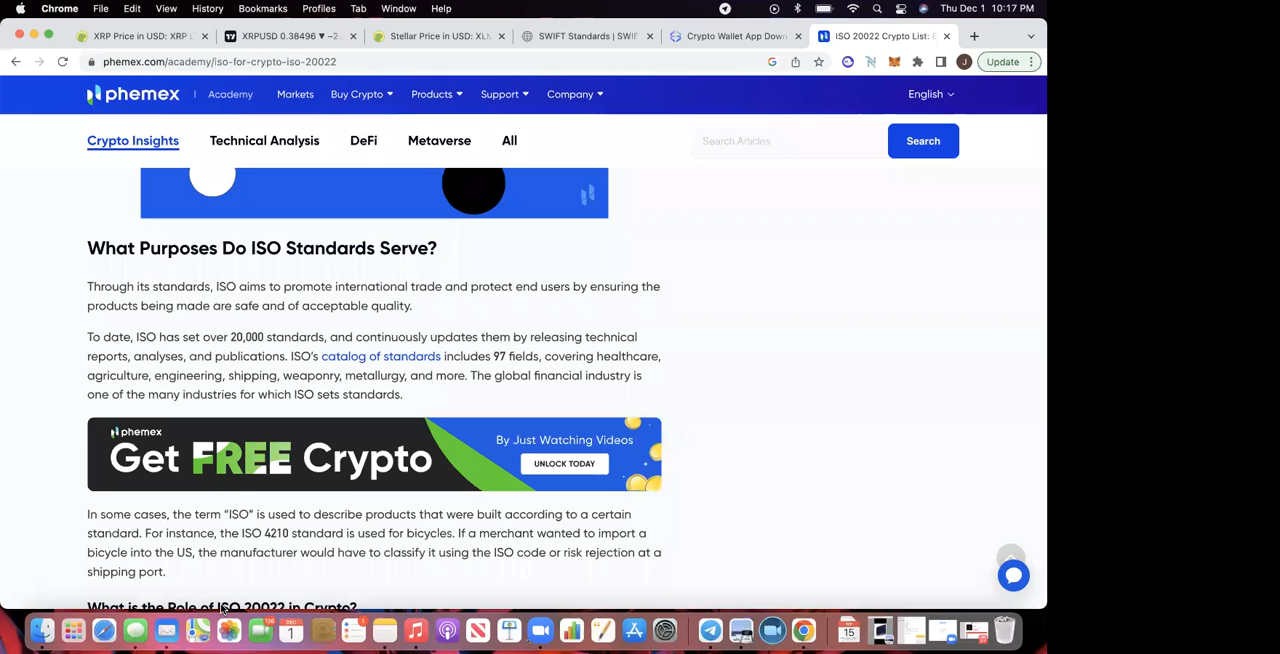 Chrome File Edit View History Bookmarks Profiles Tab Window Help Thu Dec 1 10:17 PM
XRP Price in USD: XRP XRPUSD 0.38496 ▼ −2 Stellar Price in USD: XLM SWIFT Standards | SWIF Crypto Wallet App Down ISO 20022 Crypto List: 8
phemex.com/academy/iso-for-crypto-iso-20022 J Update
phemex | Academy Markets Buy Crypto Products Support Company English
Crypto Insights Technical Analysis DeFi Metaverse All Search Articles Search
What Purposes Do ISO Standards Serve?
Through its standards, ISO aims to promote international trade and protect end users by ensuring the
products being made are safe and of acceptable quality.
To date, ISO has set over 20,000 standards, and continuously updates them by releasing technical
reports, analyses, and publications. ISO’s catalog of standards includes 97 fields, covering healthcare,
agriculture, engineering, shipping, weaponry, metallurgy, and more. The global financial industry is
one of the many industries for which ISO sets standards.
phemex
Get FREE Crypto
By Just Watching Videos
UNLOCK TODAY
In some cases, the term “ISO” is used to describe products that were built according to a certain
standard. For instance, the ISO 4210 standard is used for bicycles. If a merchant wanted to import a
bicycle into the US, the manufacturer would have to classify it using the ISO code or risk rejection at a
shipping port.
What is the Role of ISO 20022 in Crypto?
DEC 1 1 15